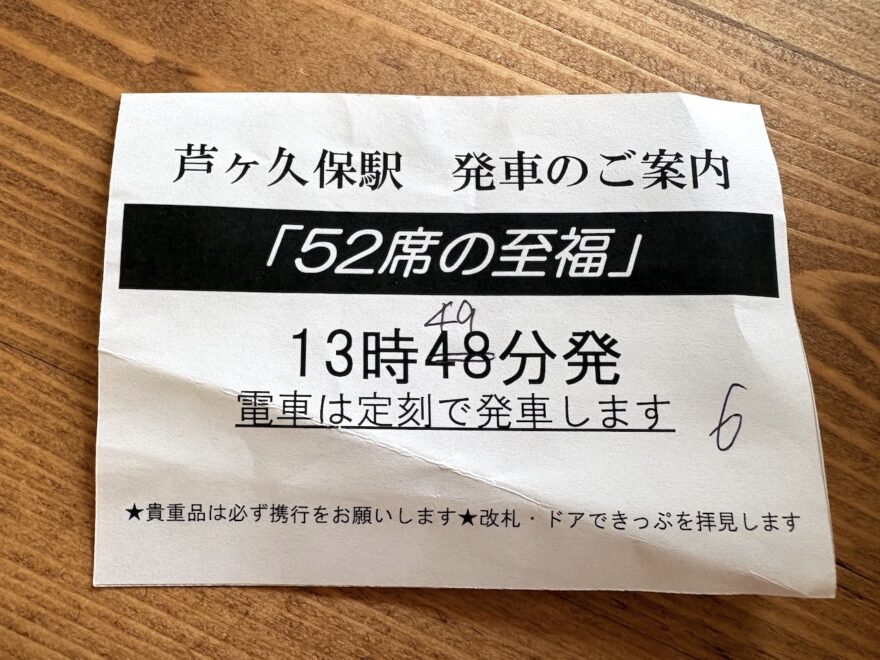 芦ヶ久保駅　発車のご案内
「52席の至福」
49
13時48分発
電車は定刻で発車します
6
★貴重品は必ず携行をお願いします★改札・ドアできっぷを拝見します